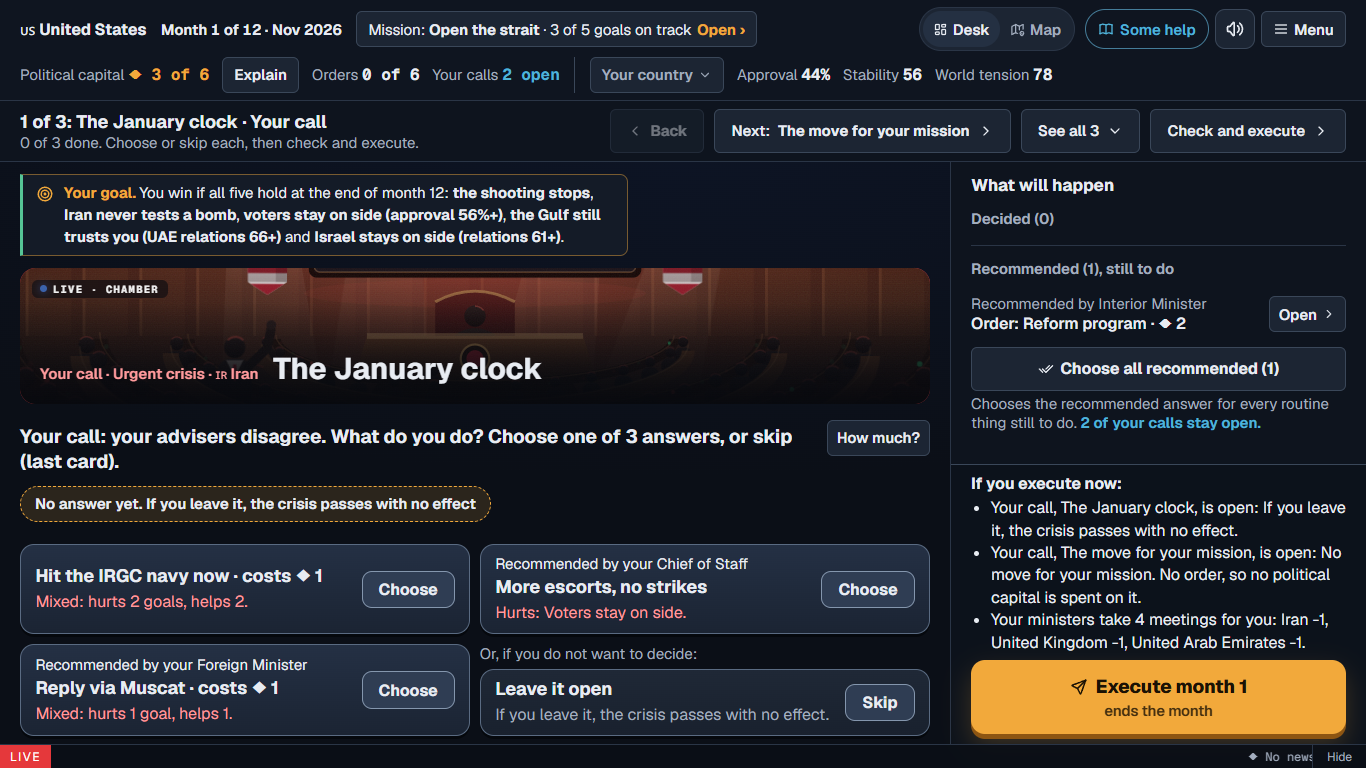 US United States Month 1 of 12 · Nov 2026 Mission: Open the strait · 3 of 5 goals on track Open › Desk Map Some help Menu
Political capital ◆ 3 of 6 Explain Orders 0 of 6 Your calls 2 open Your country Approval 44% Stability 56 World tension 78
1 of 3: The January clock · Your call
0 of 3 done. Choose or skip each, then check and execute.
Back Next: The move for your mission See all 3 Check and execute
Your goal. You win if all five hold at the end of month 12: the shooting stops,
Iran never tests a bomb, voters stay on side (approval 56%+), the Gulf still
trusts you (UAE relations 66+) and Israel stays on side (relations 61+).
LIVE · CHAMBER
Your call · Urgent crisis · IR Iran The January clock
Your call: your advisers disagree. What do you do? Choose one of 3 answers, or skip
(last card).
How much?
No answer yet. If you leave it, the crisis passes with no effect
Hit the IRGC navy now · costs ◆ 1
Mixed: hurts 2 goals, helps 2.
Choose
Recommended by your Chief of Staff
More escorts, no strikes
Hurts: Voters stay on side.
Choose
Recommended by your Foreign Minister
Reply via Muscat · costs ◆ 1
Mixed: hurts 1 goal, helps 1.
Choose
Or, if you do not want to decide:
Leave it open
If you leave it, the crisis passes with no effect.
Skip
What will happen
Decided (0)
Recommended (1), still to do
Recommended by Interior Minister
Order: Reform program · ◆ 2
Open
Choose all recommended (1)
Chooses the recommended answer for every routine
thing still to do. 2 of your calls stay open.
If you execute now:
• Your call, The January clock, is open: If you leave
it, the crisis passes with no effect.
• Your call, The move for your mission, is open: No
move for your mission. No order, so no political
capital is spent on it.
• Your ministers take 4 meetings for you: Iran -1,
United Kingdom -1, United Arab Emirates -1.
Execute month 1
ends the month
LIVE ◆ No news Hide